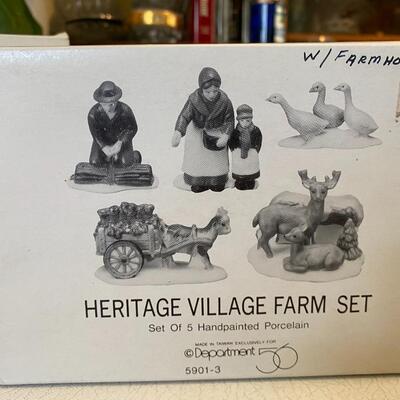 W/ FARMHO
HERITAGE VILLAGE FARM SET
Set Of 5 Handpainted Porcelain
MADE IN TAIWAN EXCLUSIVELY FOR
© Department 56
5901-3